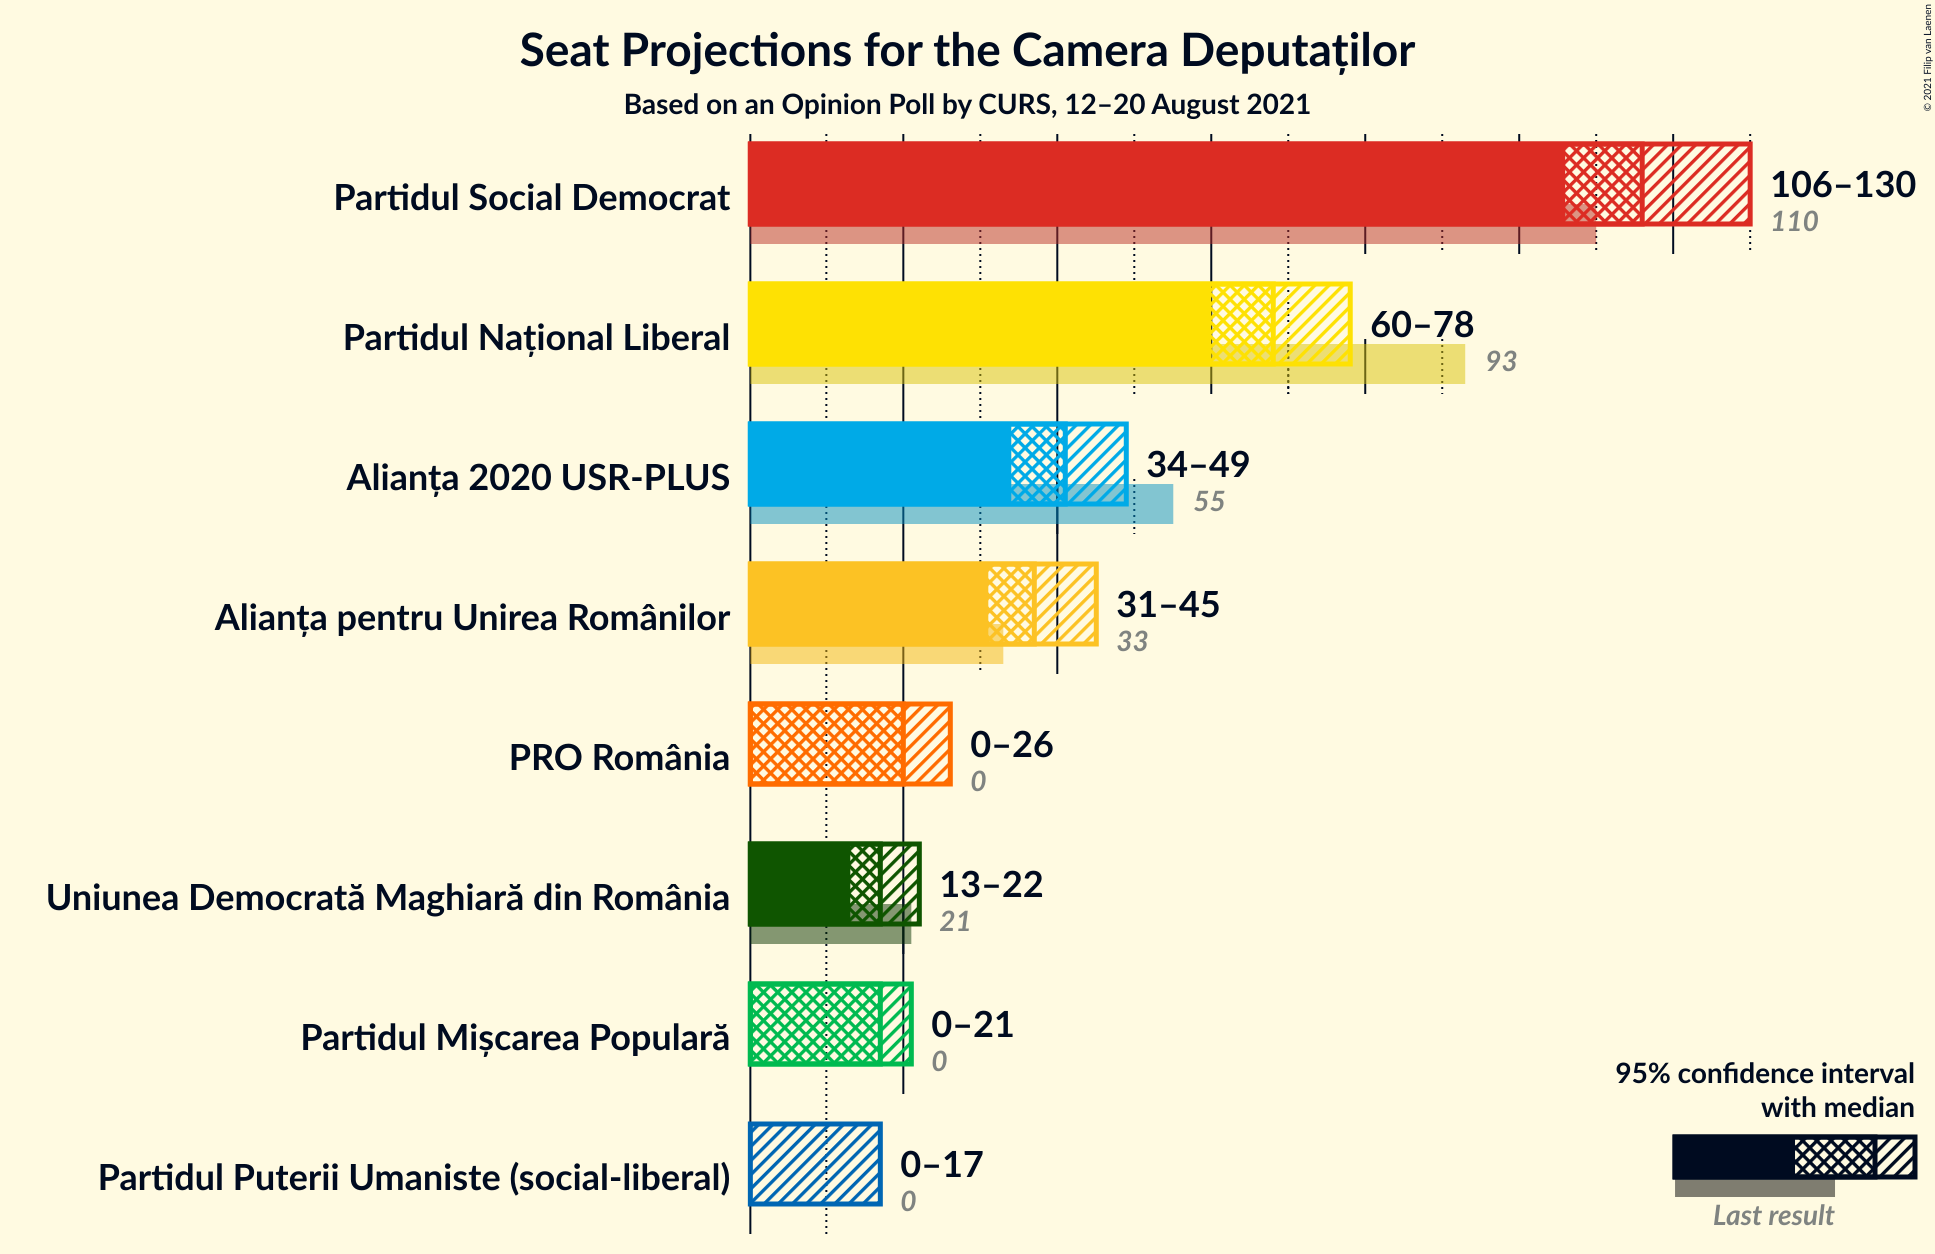 Seat Projections for the Camera Deputaților
Based on an Opinion Poll by CURS, 12–20 August 2021
© 2021 Filip van Laenen
Partidul Social Democrat
106–130
110
Partidul Național Liberal
60–78
93
Alianța 2020 USR-PLUS
34–49
55
Alianța pentru Unirea Românilor
31–45
33
PRO România
0–26
0
Uniunea Democrată Maghiară din România
13–22
21
Partidul Mișcarea Populară
0–21
0
Partidul Puterii Umaniste (social-liberal)
0–17
0
95% confidence interval
with median
Last result